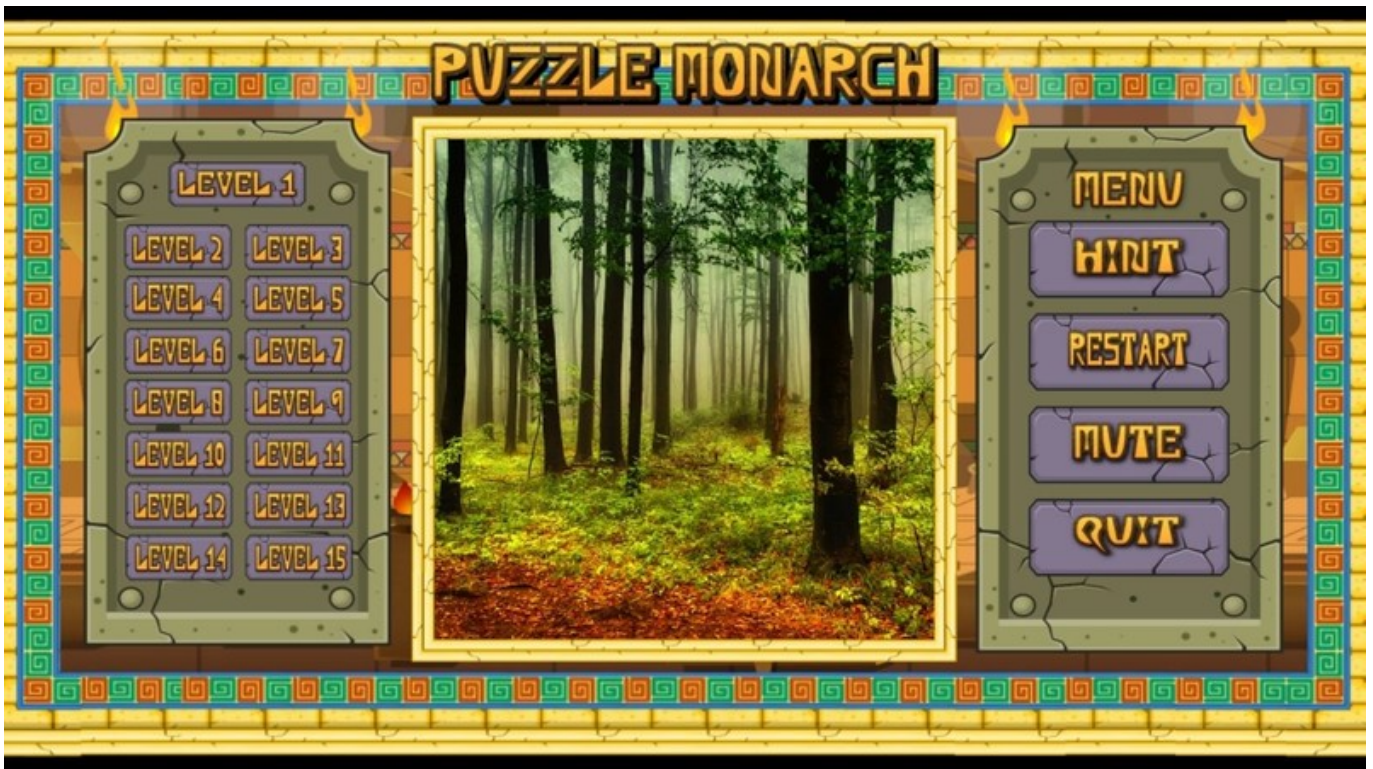 PUZZLE MONARCH
LEVEL 1
LEVEL 2 LEVEL 3
LEVEL 4 LEVEL 5
LEVEL 6 LEVEL 7
LEVEL 8 LEVEL 9
LEVEL 10 LEVEL 11
LEVEL 12 LEVEL 13
LEVEL 14 LEVEL 15
MENU
HINT
RESTART
MUTE
QUIT